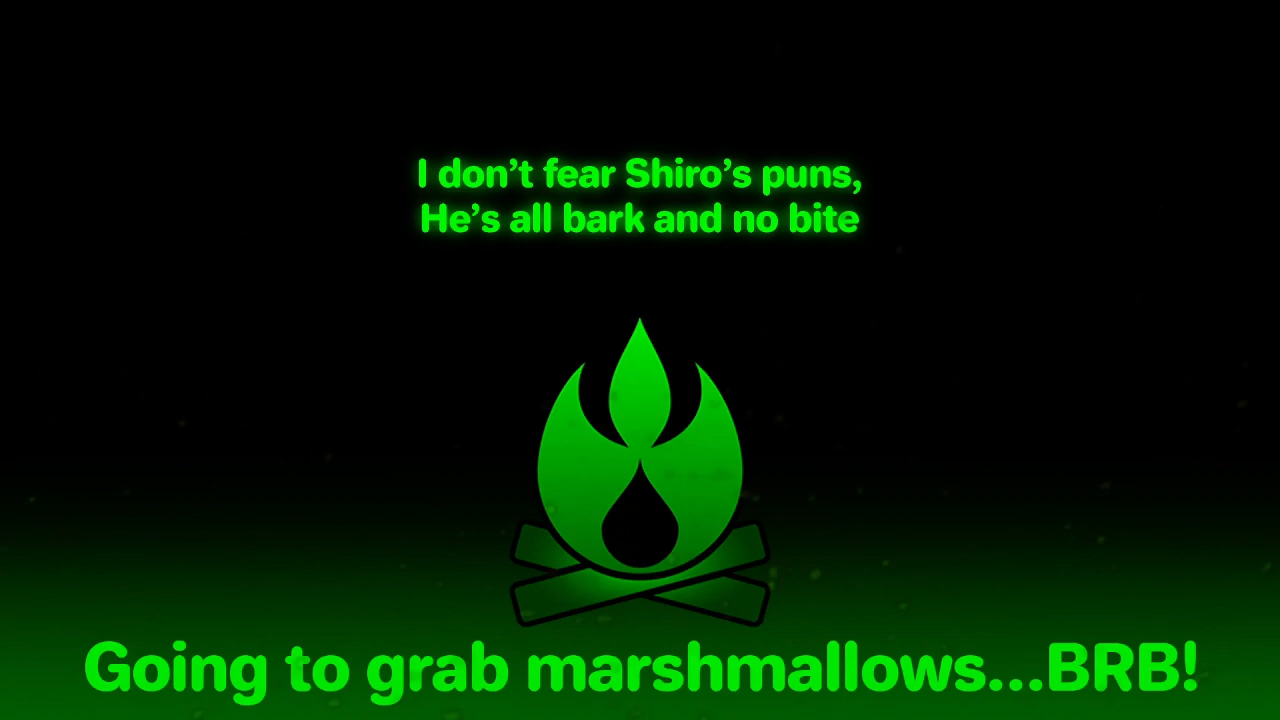 I don’t fear Shiro’s puns,
He’s all bark and no bite
Going to grab marshmallows...BRB!